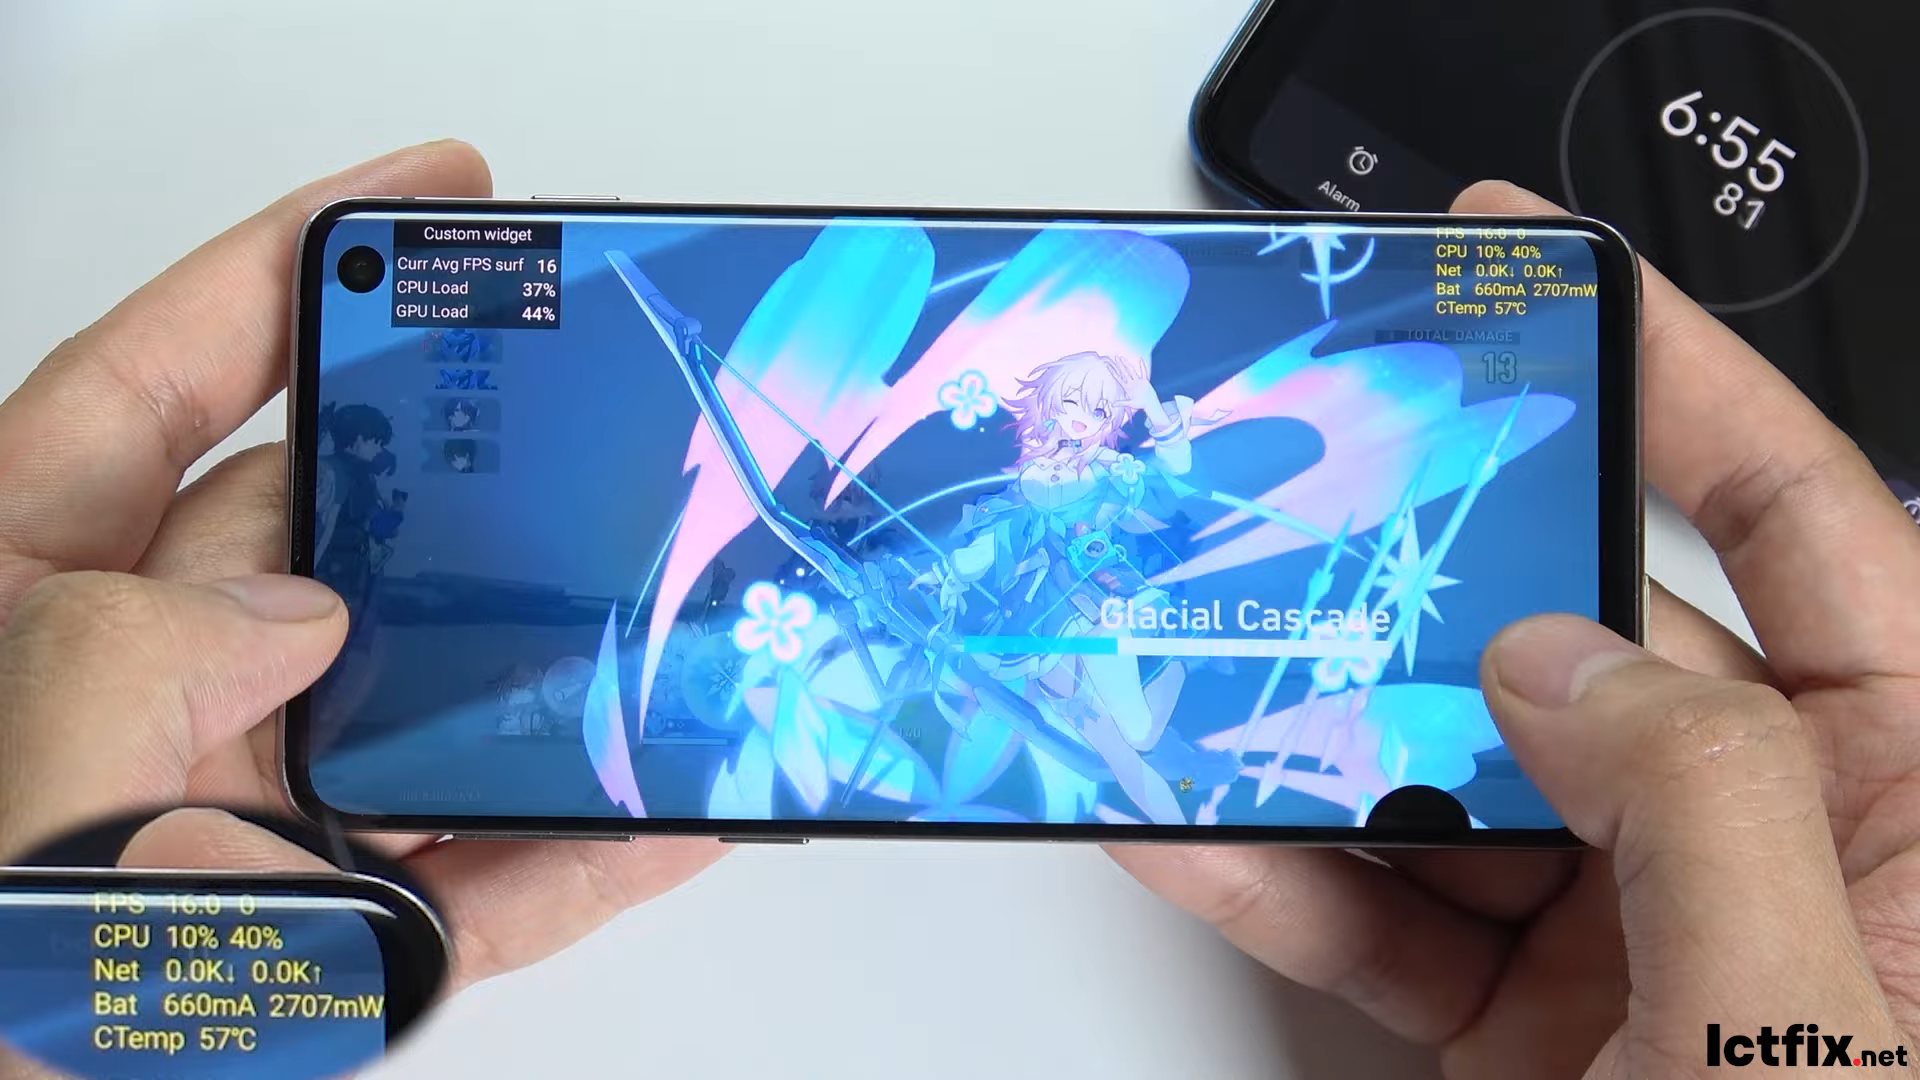 6:55
81
Alarm
Custom widget
Curr Avg FPS surf 16
CPU Load 37%
GPU Load 44%
FPS 16.0 0
CPU 10% 40%
Net 0.0K↓ 0.0K↑
Bat 660mA 2707mW
CTemp 57℃
TOTAL DAMAGE
13
Glacial Cascade
FPS 16.0 0
CPU 10% 40%
Net 0.0K↓ 0.0K↑
Bat 660mA 2707mW
CTemp 57℃
Ictfix.net